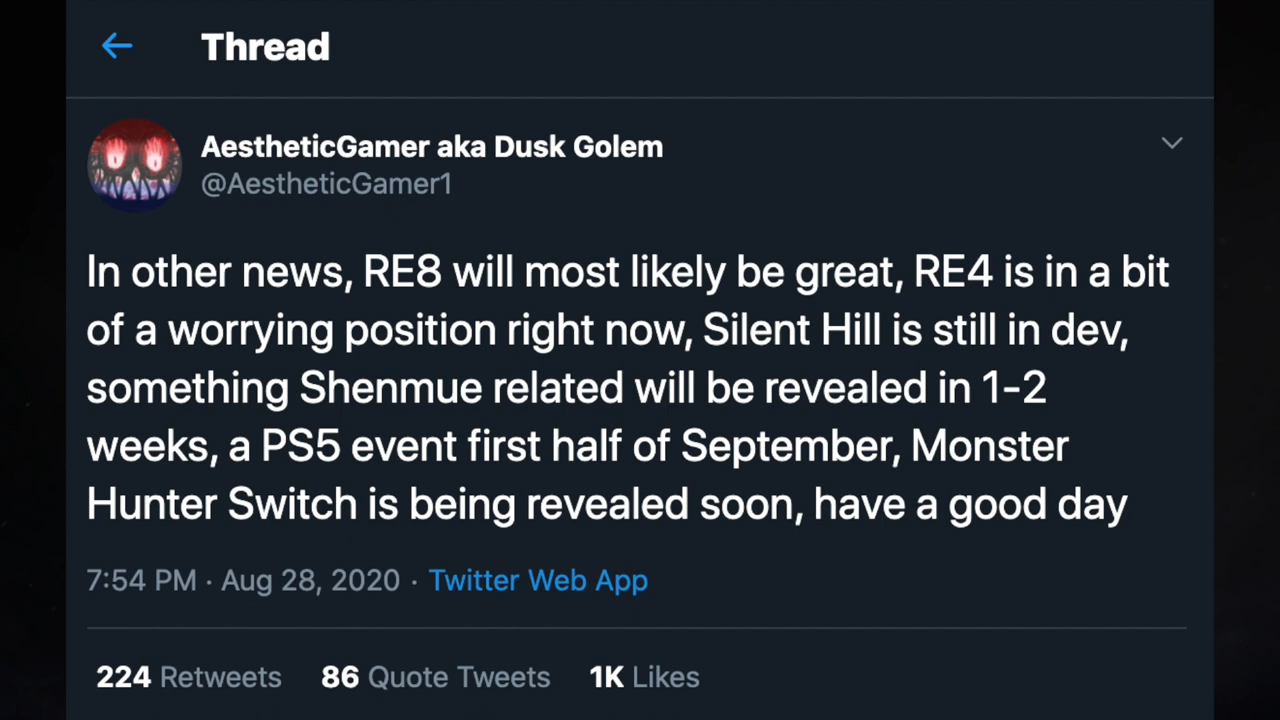 Thread
AestheticGamer aka Dusk Golem
@AestheticGamer1
In other news, RE8 will most likely be great, RE4 is in a bit
of a worrying position right now, Silent Hill is still in dev,
something Shenmue related will be revealed in 1-2
weeks, a PS5 event first half of September, Monster
Hunter Switch is being revealed soon, have a good day
7:54 PM · Aug 28, 2020 · Twitter Web App
224 Retweets 86 Quote Tweets 1K Likes